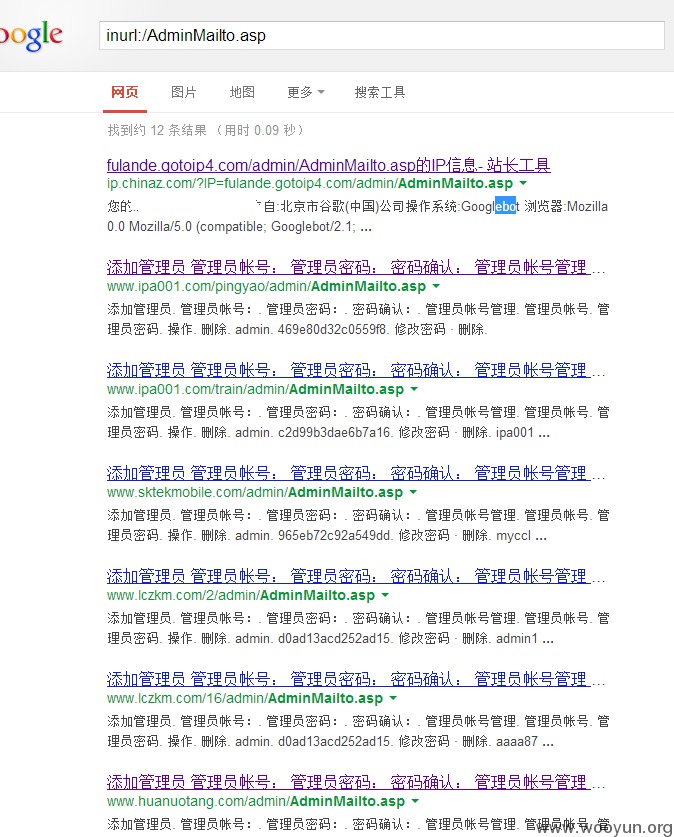 oogle
inurl:/AdminMailto.asp
网页 图片 地图 更多 搜索工具
找到约 12 条结果 （用时 0.09 秒）
fulande.gotoip4.com/admin/AdminMailto.asp的IP信息- 站长工具
ip.chinaz.com/?IP=fulande.gotoip4.com/admin/AdminMailto.asp
您的.. 自:北京市谷歌(中国)公司操作系统:Googlebot 浏览器:Mozilla
0.0 Mozilla/5.0 (compatible; Googlebot/2.1; ...
添加管理员 管理员帐号： 管理员密码： 密码确认： 管理员帐号管理 ...
www.ipa001.com/pingyao/admin/AdminMailto.asp
添加管理员. 管理员帐号：. 管理员密码：. 密码确认：. 管理员帐号管理. 管理员帐号. 管
理员密码. 操作. 删除. admin. 469e80d32c0559f8. 修改密码 · 删除.
添加管理员 管理员帐号： 管理员密码： 密码确认： 管理员帐号管理 ...
www.ipa001.com/train/admin/AdminMailto.asp
添加管理员. 管理员帐号：. 管理员密码：. 密码确认：. 管理员帐号管理. 管理员帐号. 管
理员密码. 操作. 删除. admin. c2d99b3dae6b7a16. 修改密码 · 删除. ipa001 ...
添加管理员 管理员帐号： 管理员密码： 密码确认： 管理员帐号管理 ...
www.sktekmobile.com/admin/AdminMailto.asp
添加管理员. 管理员帐号：. 管理员密码：. 密码确认：. 管理员帐号管理. 管理员帐号. 管
理员密码. 操作. 删除. admin. 965eb72c92a549dd. 修改密码 · 删除. myccl ...
添加管理员 管理员帐号： 管理员密码： 密码确认： 管理员帐号管理 ...
www.lczkm.com/2/admin/AdminMailto.asp
添加管理员. 管理员帐号：. 管理员密码：. 密码确认：. 管理员帐号管理. 管理员帐号. 管
理员密码. 操作. 删除. admin. d0ad13acd252ad15. 修改密码 · 删除. admin1 ...
添加管理员 管理员帐号： 管理员密码： 密码确认： 管理员帐号管理 ...
www.lczkm.com/16/admin/AdminMailto.asp
添加管理员. 管理员帐号：. 管理员密码：. 密码确认：. 管理员帐号管理. 管理员帐号. 管
理员密码. 操作. 删除. admin. d0ad13acd252ad15. 修改密码 · 删除. aaaa87 ...
添加管理员 管理员帐号： 管理员密码： 密码确认： 管理员帐号管理 ...
www.huanuotang.com/admin/AdminMailto.asp
添加管理员. 管理员帐号：. 管理员密码：. 密码确认：. 管理员帐号管理. 管理员帐号. 管
www.wooyun.org